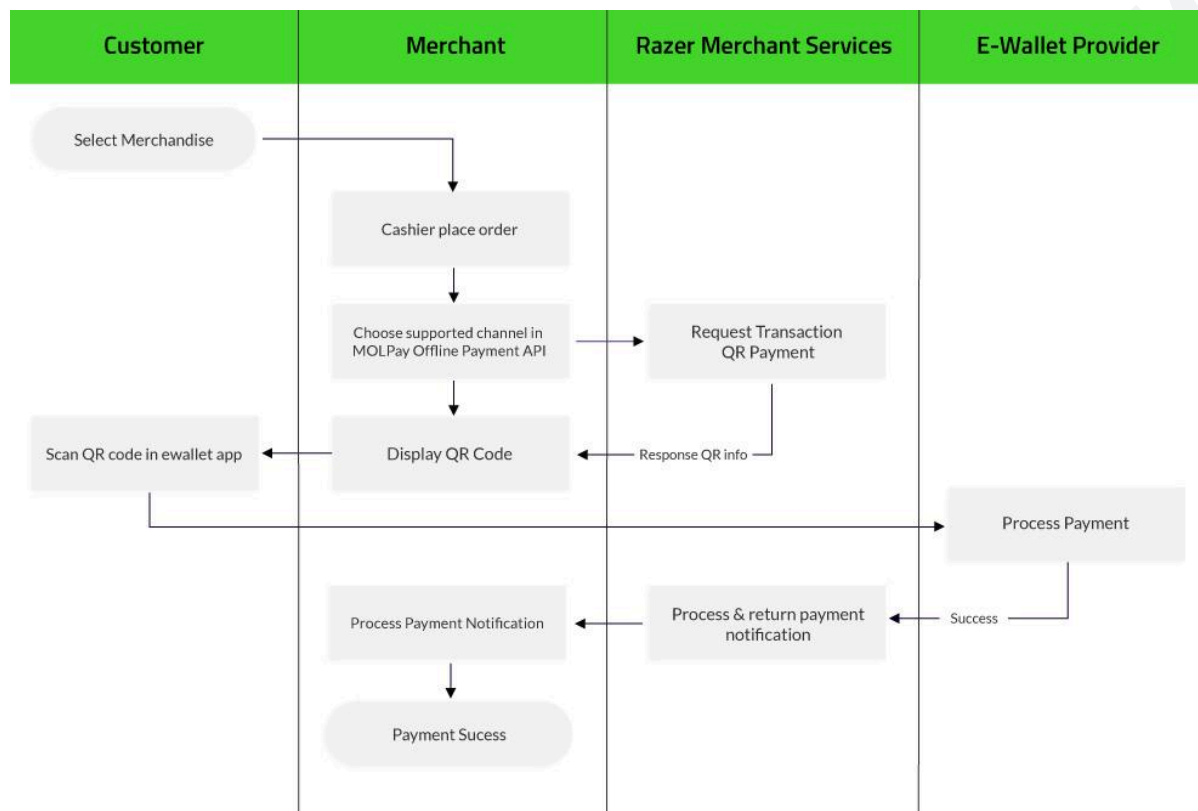 Customer
Merchant
Razer Merchant Services
E-Wallet Provider
Select Merchandise
Cashier place order
Choose supported channel in
MOLPay Offline Payment API
Request Transaction
QR Payment
Scan QR code in ewallet app
Display QR Code
Response QR info
Process Payment
Process Payment Notification
Process & return payment
notification
Success
Payment Sucess